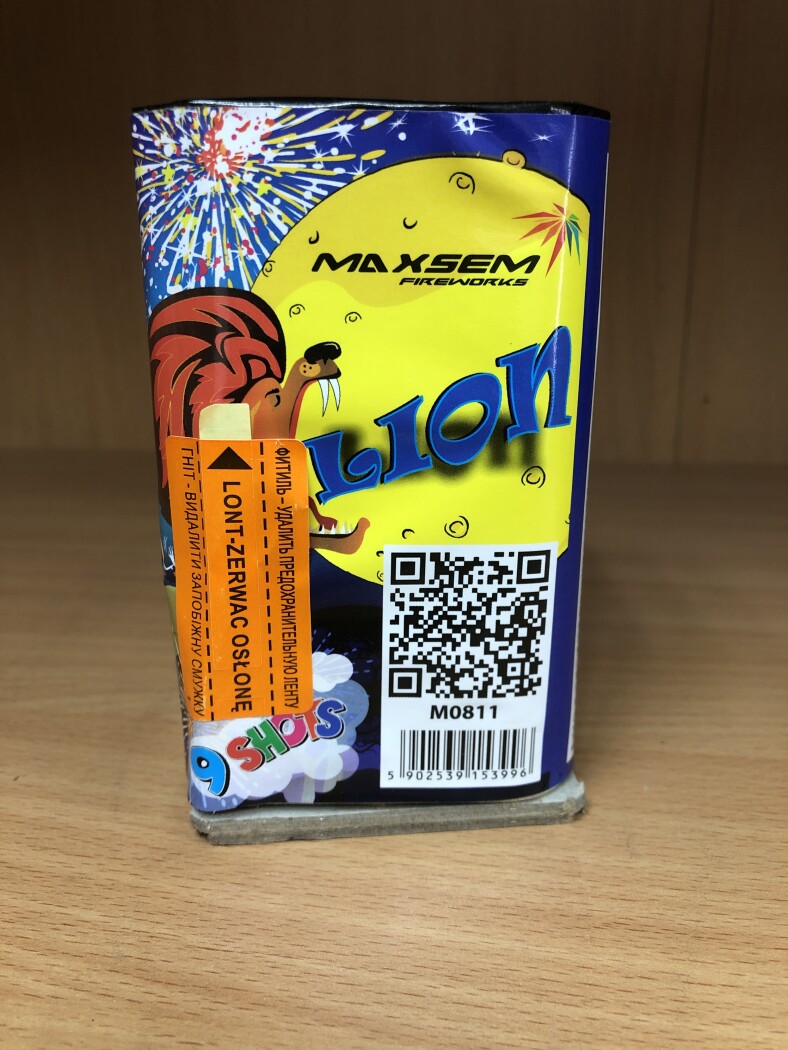 MAXSEM
FIREWORKS
LION
ФИТИЛЬ – УДАЛИТЬ ПРЕДОХРАНИТЕЛЬНУЮ ЛЕНТУ
LONT-ZERWAC OSŁONĘ
ГНІТ - ВИДАЛИТИ ЗАПОБІЖНУ СМУЖКУ
9 SHOTS
M0811
5 902539 153996